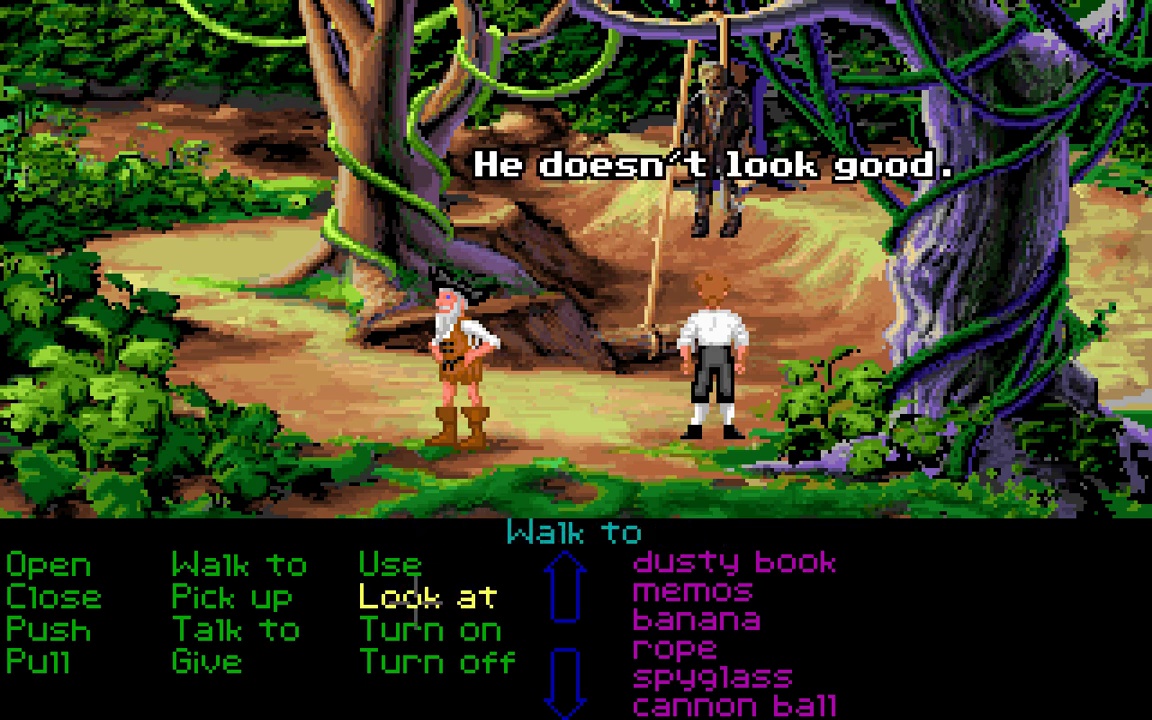 He doesn't look good.
Walk to
Open Walk to Use dusty book
Close Pick up Look at memos
Push Talk to Turn on banana
Pull Give Turn off rope
spyglass
cannon ball